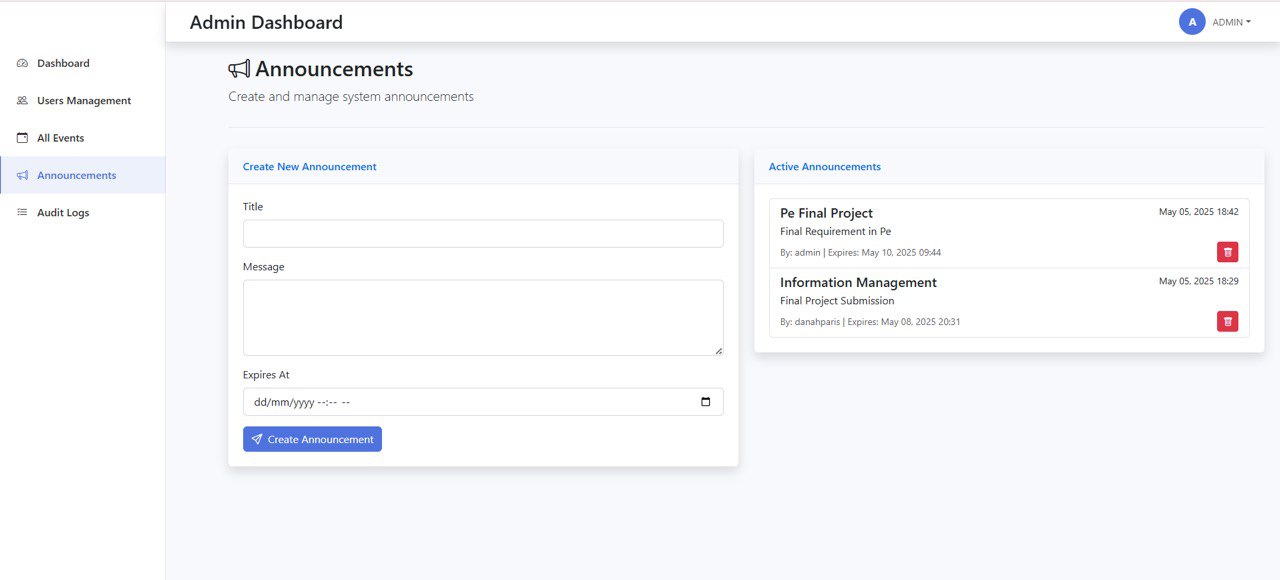 Admin Dashboard
A ADMIN
Dashboard
Users Management
All Events
Announcements
Audit Logs
Announcements
Create and manage system announcements
Create New Announcement
Title
Message
Expires At
dd/mm/yyyy --:-- --
Create Announcement
Active Announcements
Pe Final Project May 05, 2025 18:42
Final Requirement in Pe
By: admin | Expires: May 10, 2025 09:44
Information Management May 05, 2025 18:29
Final Project Submission
By: danahparis | Expires: May 08, 2025 20:31